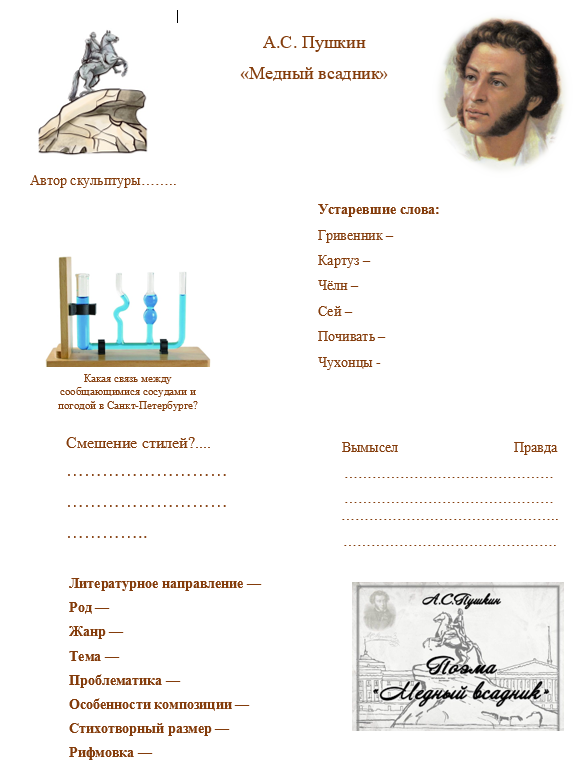 А.С. Пушкин
«Медный всадник»
Автор скульптуры……..
Устаревшие слова:
Гривенник –
Картуз –
Чёлн –
Сей –
Почивать –
Чухонцы -
Какая связь между
сообщающимися сосудами и
погодой в Санкт-Петербурге?
Смешение стилей?....
………………………
………………………
…………..
Вымысел Правда
…………………………………………
…………………………………………
…………………………………………..
…………………………………………
Литературное направление —
Род —
Жанр —
Тема —
Проблематика —
Особенности композиции —
Стихотворный размер —
Рифмовка —
А.С.Пушкин
Поэма
«Медный всадник»